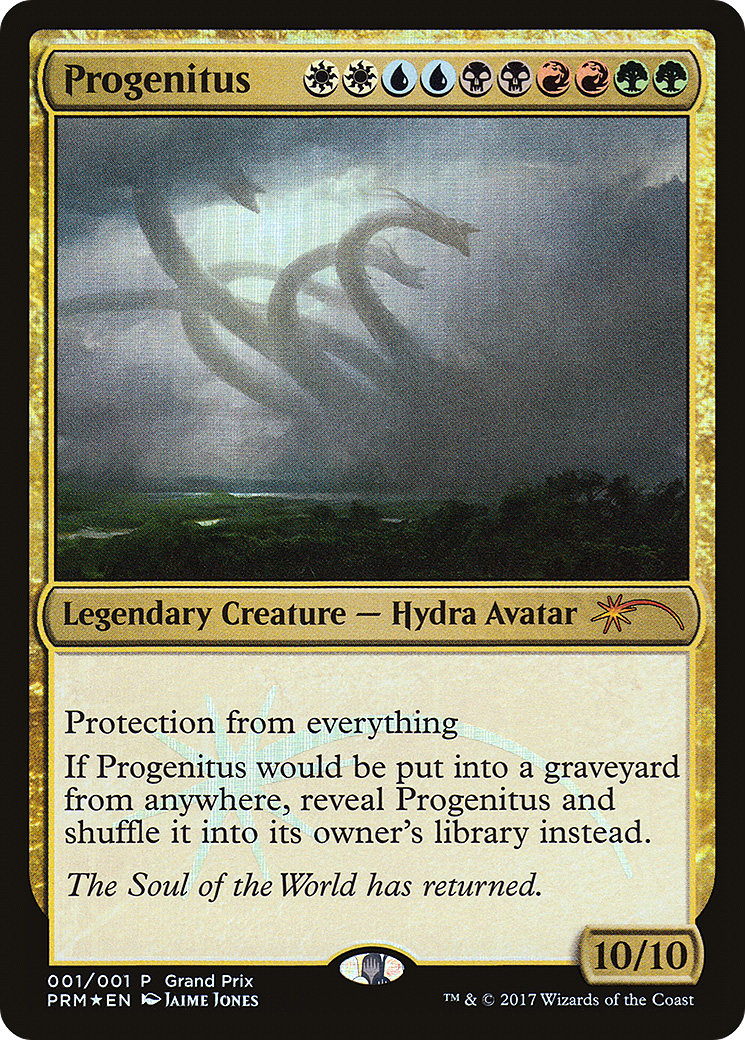 Progenitus
Legendary Creature — Hydra Avatar
Protection from everything
If Progenitus would be put into a graveyard
from anywhere, reveal Progenitus and
shuffle it into its owner's library instead.
The Soul of the World has returned.
10/10
001/001 P Grand Prix
PRM★EN Jaime Jones
™ & © 2017 Wizards of the Coast